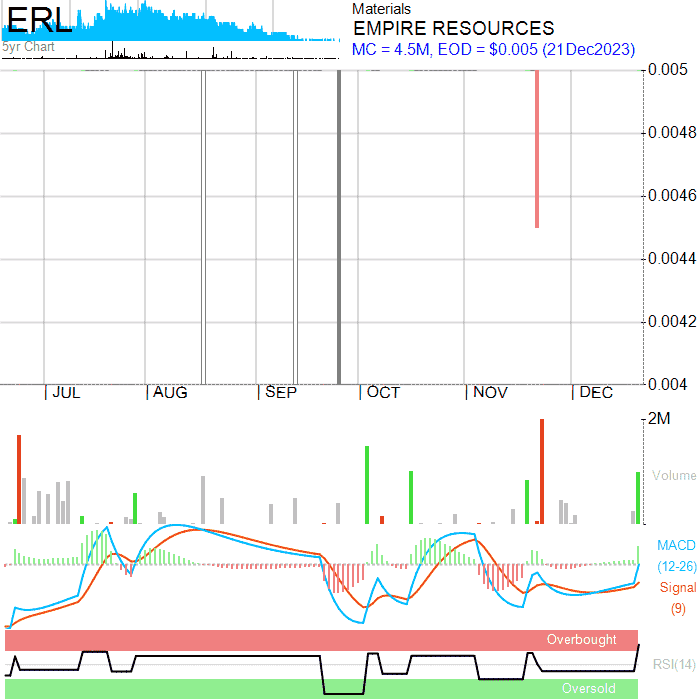 ERL
5yr Chart
Materials
EMPIRE RESOURCES
MC = 4.5M, EOD = $0.005 (21Dec2023)
0.005
0.0048
0.0046
0.0044
0.0042
0.004
JUL AUG SEP OCT NOV DEC
2M
Volume
MACD
(12-26)
Signal
(9)
Overbought
RSI(14)
Oversold